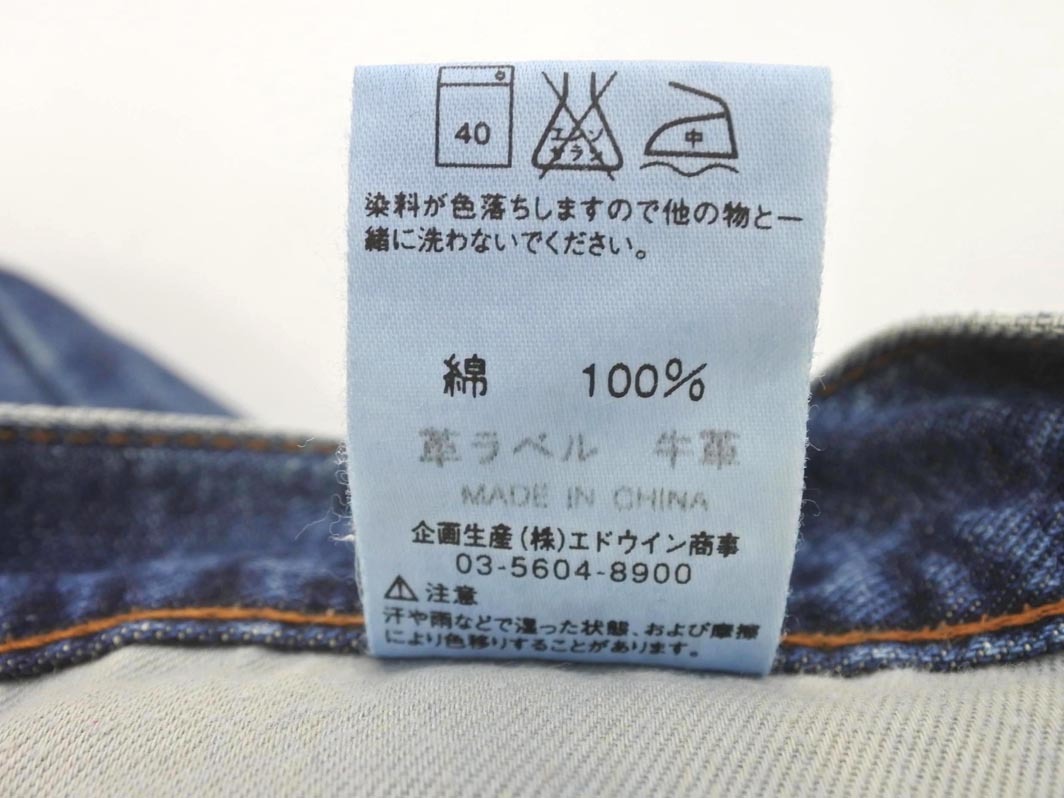 40
エンソ
サラシ
中
染料が色落ちしますので他の物と一
緒に洗わないでください。
綿 100%
革ラベル 牛革
MADE IN CHINA
企画生産(株)エドウイン商事
03-5604-8900
⚠注意
汗や雨などで湿った状態、および摩擦
により色移りすることがあります。